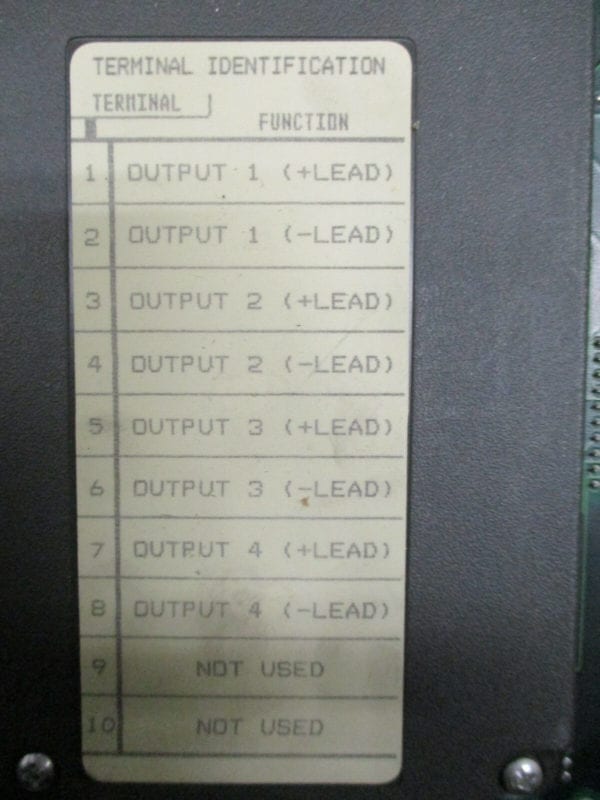 TERMINAL IDENTIFICATION
TERMINAL
FUNCTION
1 OUTPUT 1 (+LEAD)
2 OUTPUT 1 (-LEAD)
3 OUTPUT 2 (+LEAD)
4 OUTPUT 2 (-LEAD)
5 OUTPUT 3 (+LEAD)
6 OUTPUT 3 (-LEAD)
7 OUTPUT 4 (+LEAD)
8 OUTPUT 4 (-LEAD)
9 NOT USED
10 NOT USED